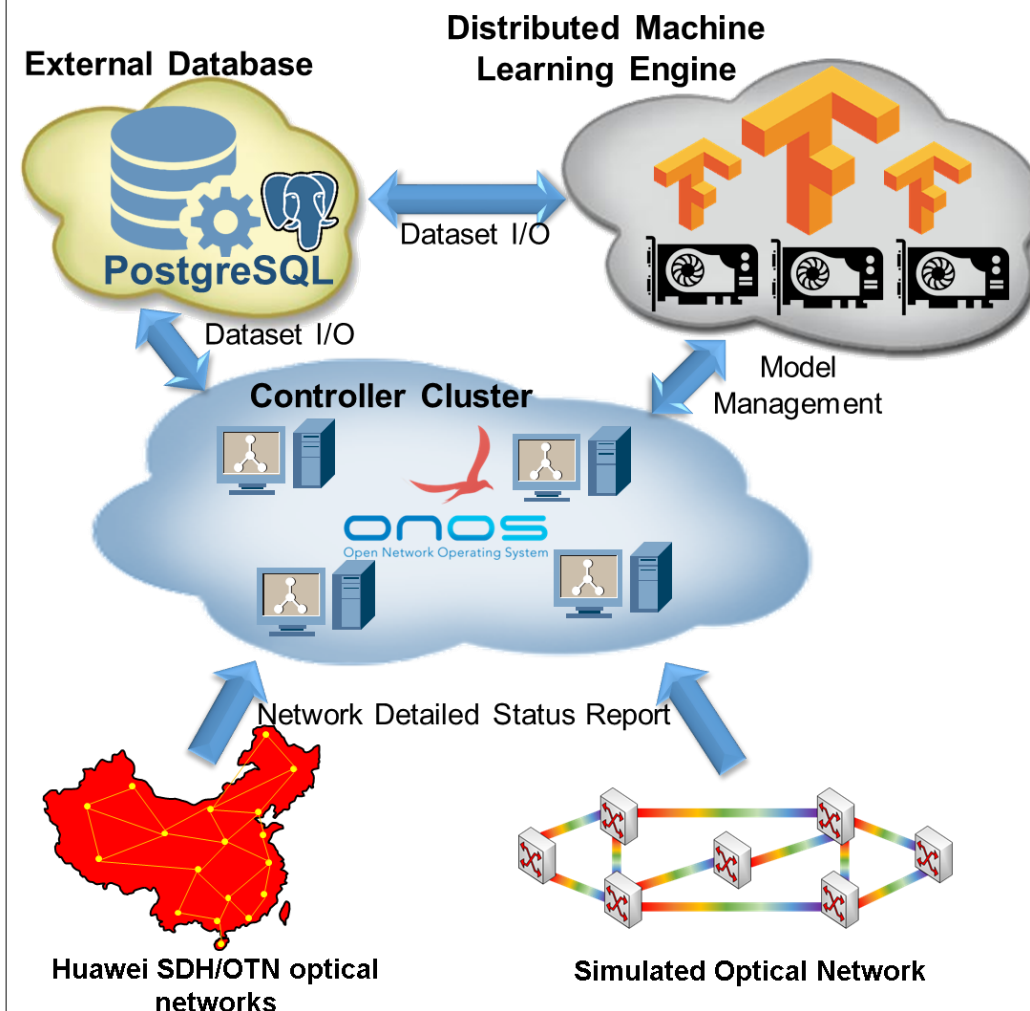 Distributed Machine
Learning Engine
External Database
PostgreSQL
Dataset I/O
Dataset I/O
Model
Management
Controller Cluster
onos
Open Network Operating System
Network Detailed Status Report
Huawei SDH/OTN optical
networks
Simulated Optical Network